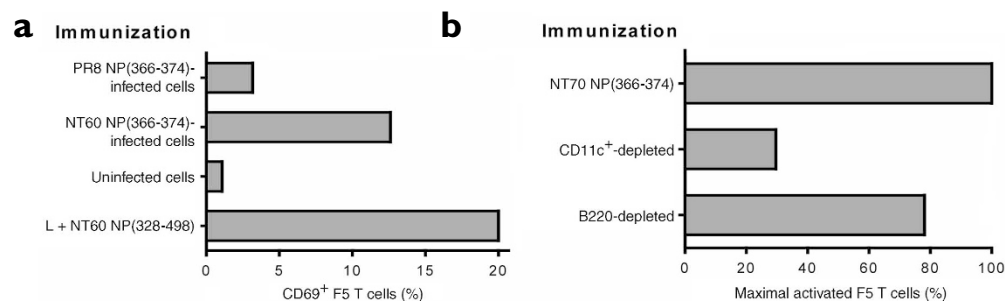 a
Immunization
PR8 NP(366-374)-
infected cells
NT60 NP(366-374)-
infected cells
Uninfected cells
L + NT60 NP(328-498)
0 5 10 15 20
CD69+ F5 T cells (%)
b
Immunization
NT70 NP(366-374)
CD11c+-depleted
B220-depleted
0 20 40 60 80 100
Maximal activated F5 T cells (%)